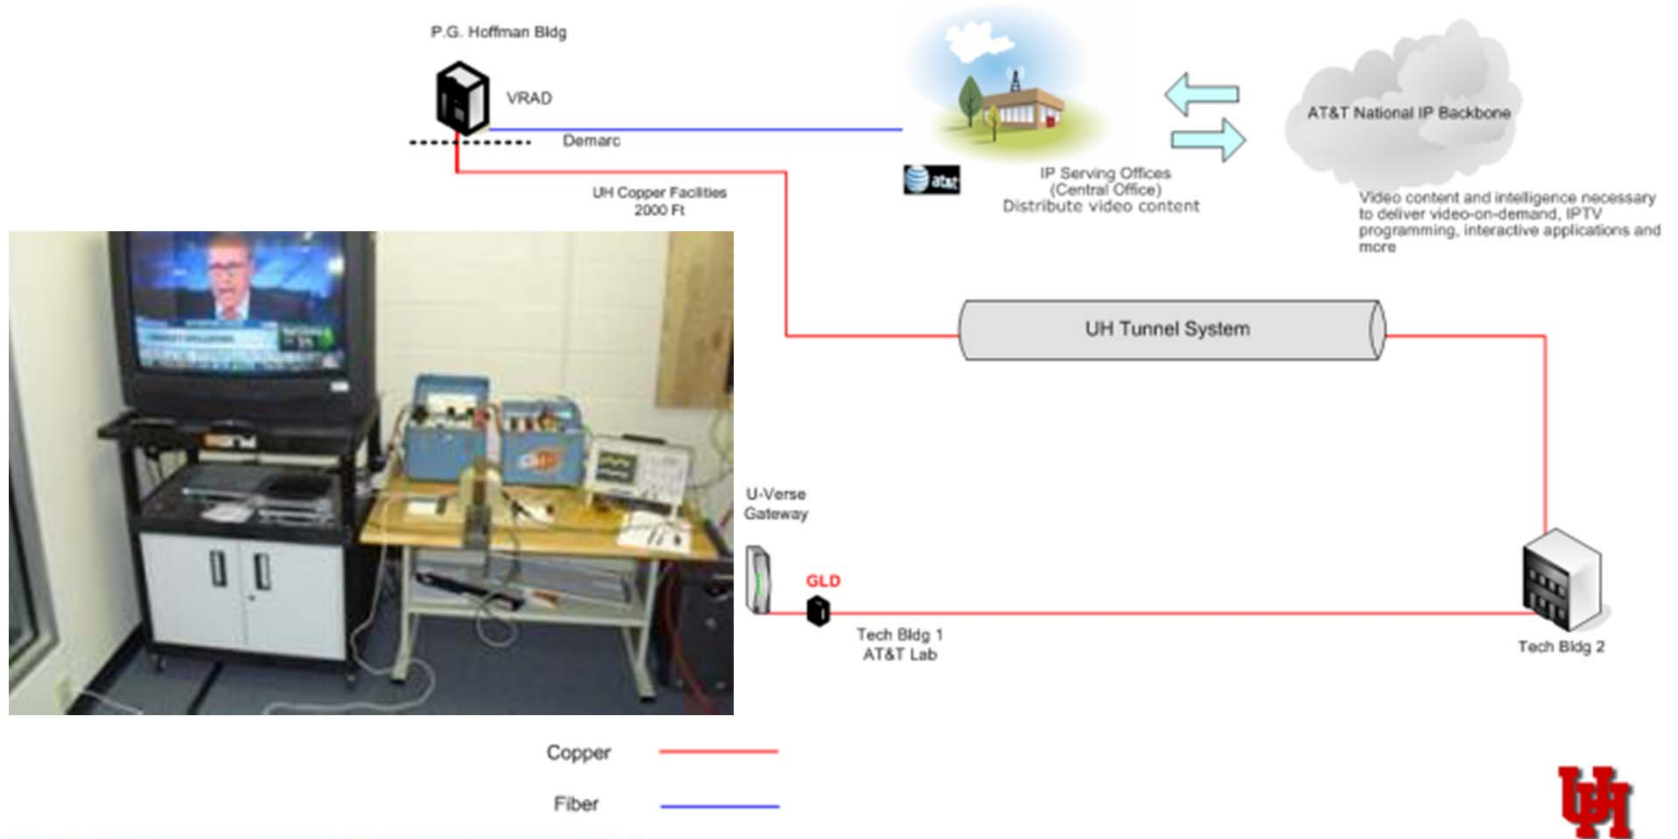 P.G. Hoffman Bldg
VRAD
Demarc
UH Copper Facilities
2000 Ft
at&t
IP Serving Offices
(Central Office)
Distribute video content
AT&T National IP Backbone
Video content and intelligence necessary
to deliver video-on-demand, IPTV
programming, interactive applications and
more
UH Tunnel System
U-Verse
Gateway
GLD
Tech Bldg 1
AT&T Lab
Tech Bldg 2
Copper
Fiber
UH